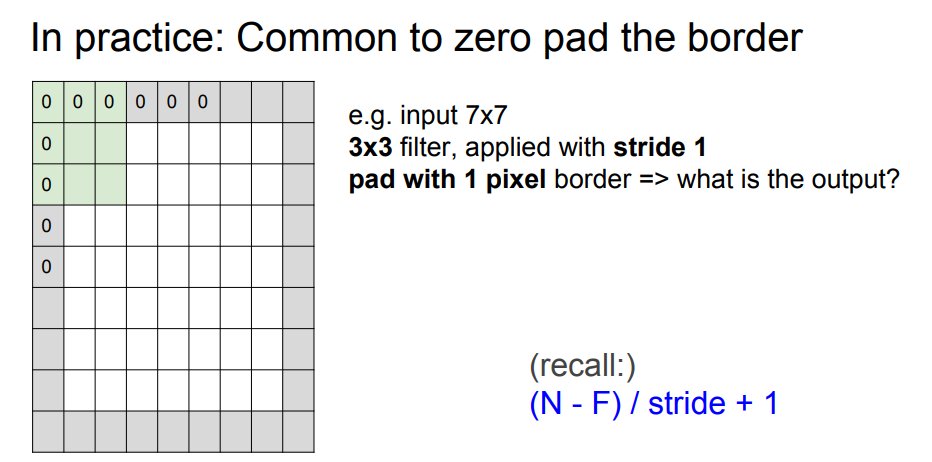 In practice: Common to zero pad the border
0 0 0 0 0 0
0
0
0
0
e.g. input 7x7
3x3 filter, applied with stride 1
pad with 1 pixel border => what is the output?
(recall:)
(N - F) / stride + 1